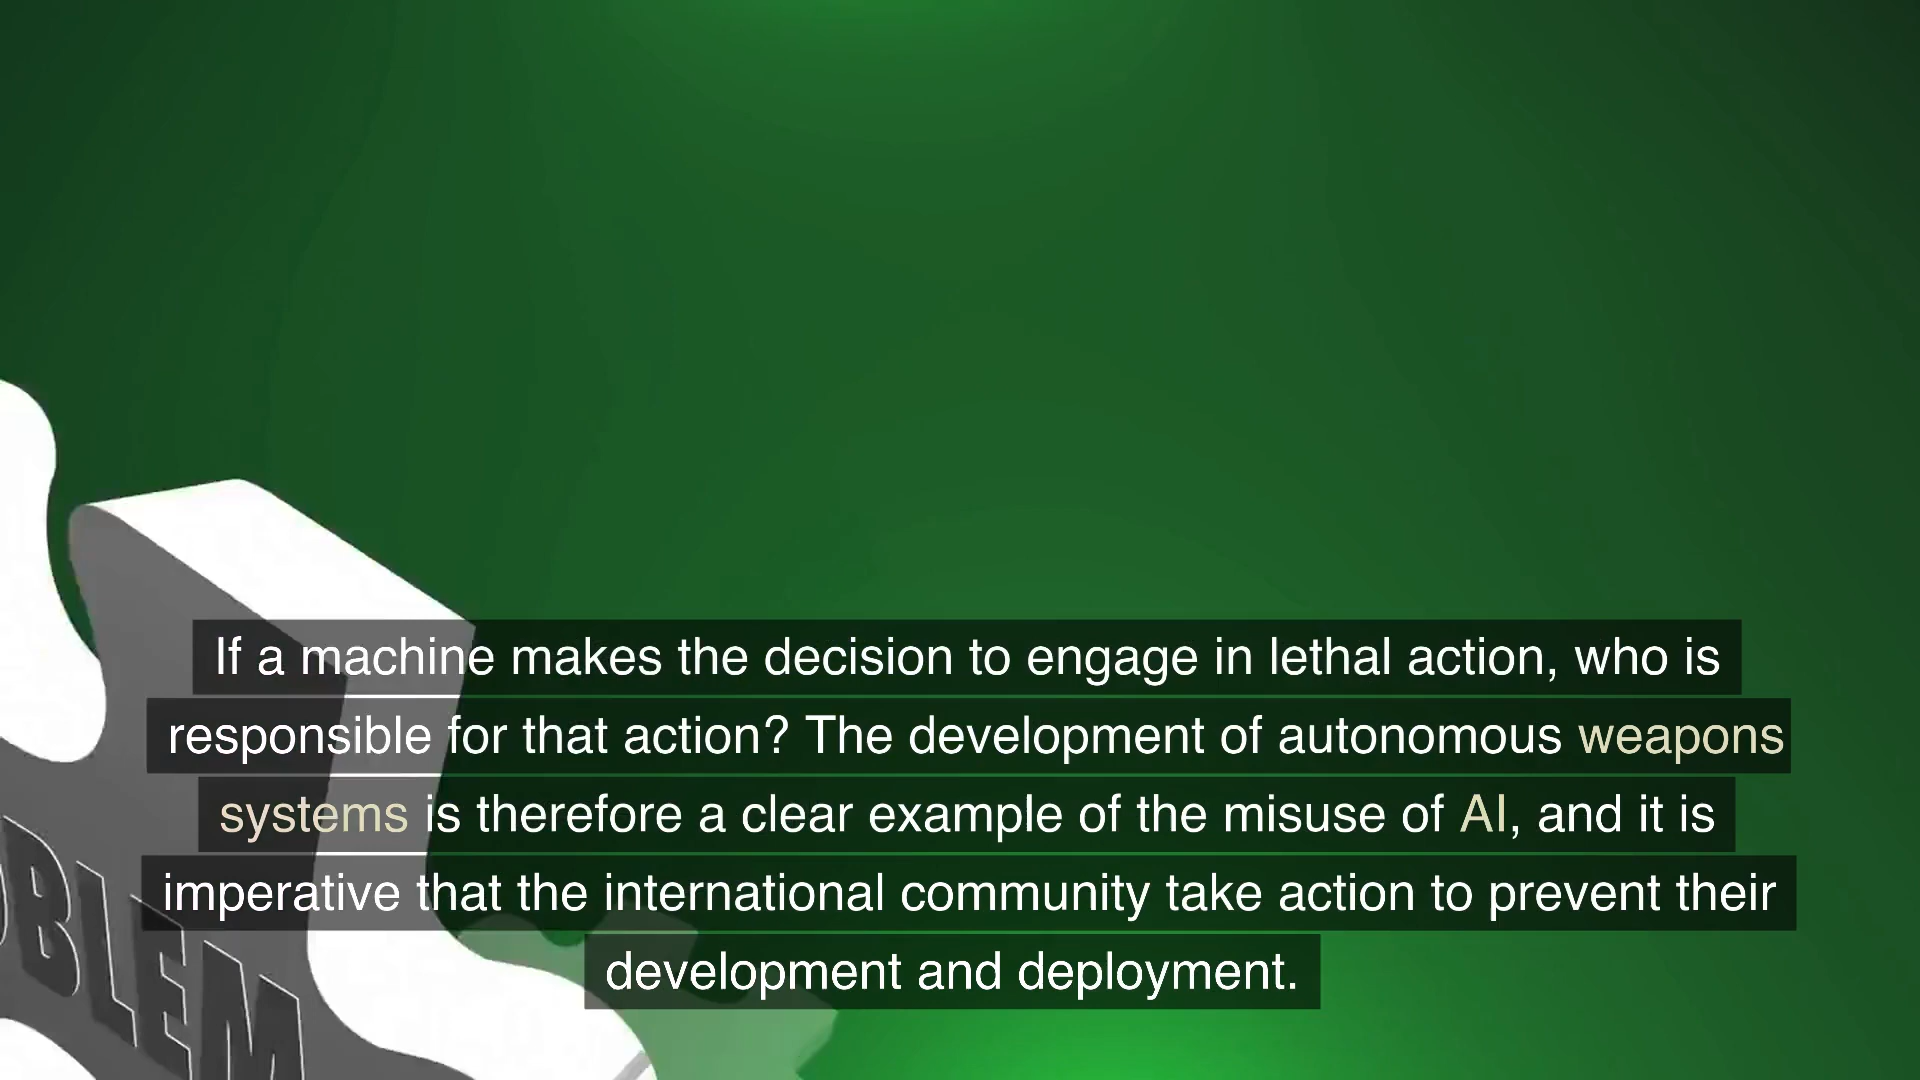 If a machine makes the decision to engage in lethal action, who is
responsible for that action? The development of autonomous weapons
systems is therefore a clear example of the misuse of AI, and it is
imperative that the international community take action to prevent their
development and deployment.
OBLEM